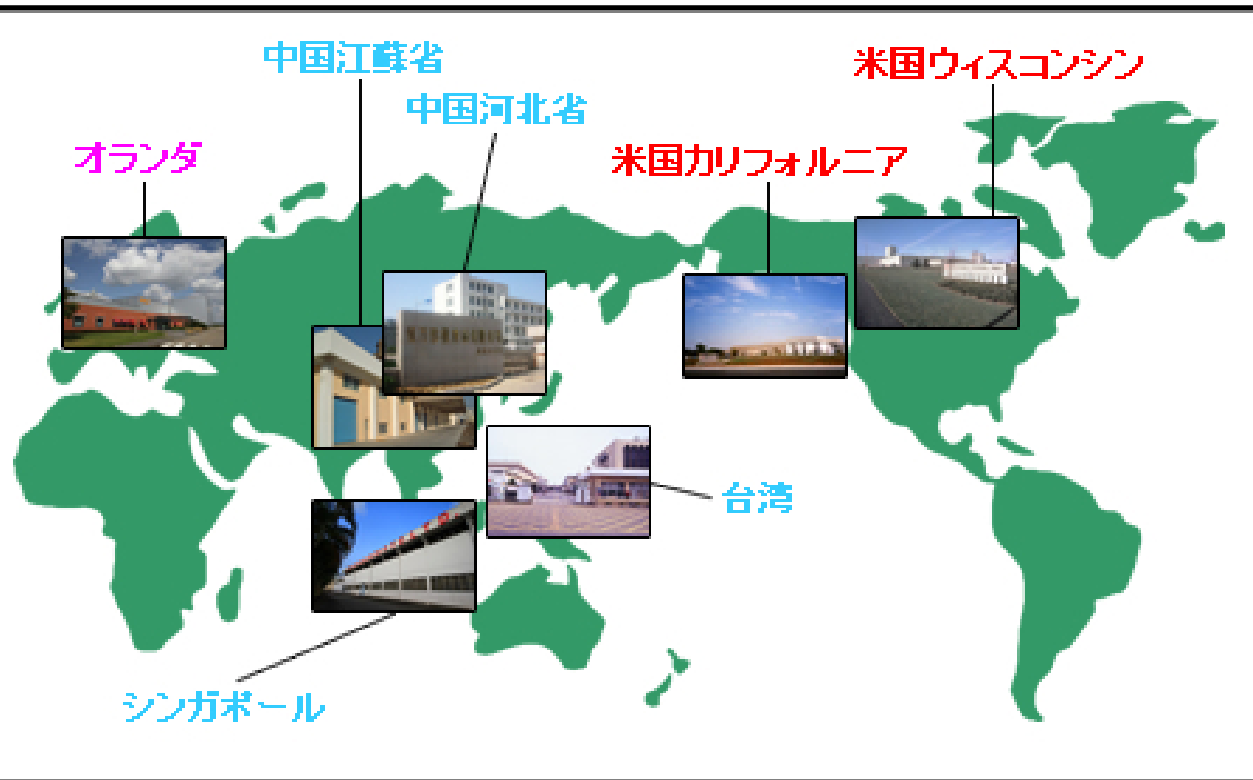 中国江蘇省
米国ウィスコンシン
中国河北省
オランダ
米国カリフォルニア
台湾
シンガポール